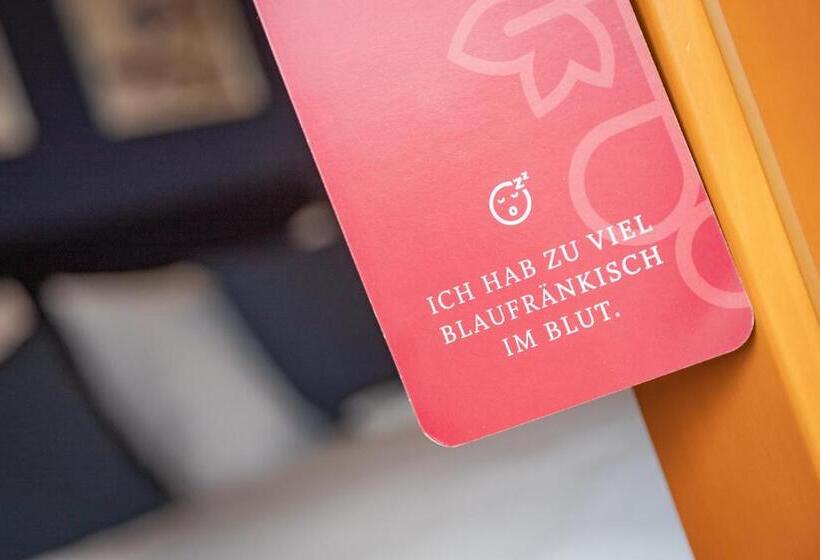 ICH HAB ZU VIEL
BLAUFRÄNKISCH
IM BLUT.